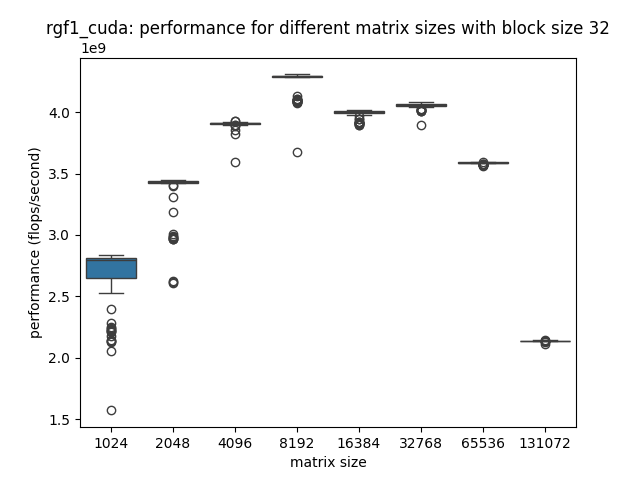 rgf1_cuda: performance for different matrix sizes with block size 32
1e9
4.0
3.5
3.0
2.5
2.0
1.5
performance (flops/second)
1024 2048 4096 8192 16384 32768 65536 131072
matrix size